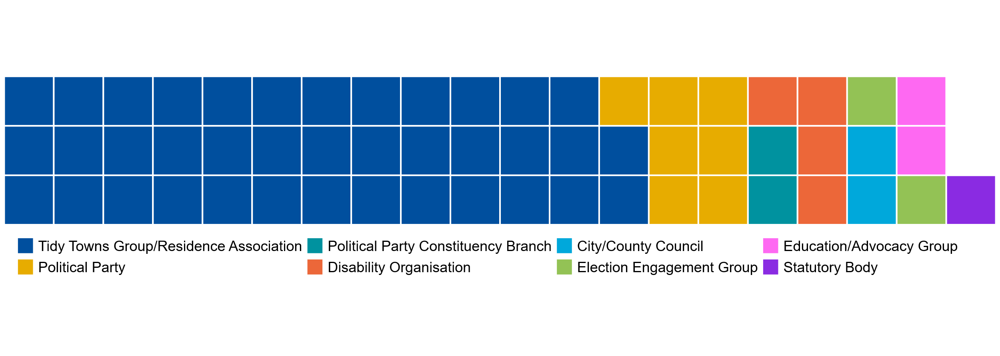 Tidy Towns Group/Residence Association
Political Party
Political Party Constituency Branch
Disability Organisation
City/County Council
Election Engagement Group
Education/Advocacy Group
Statutory Body